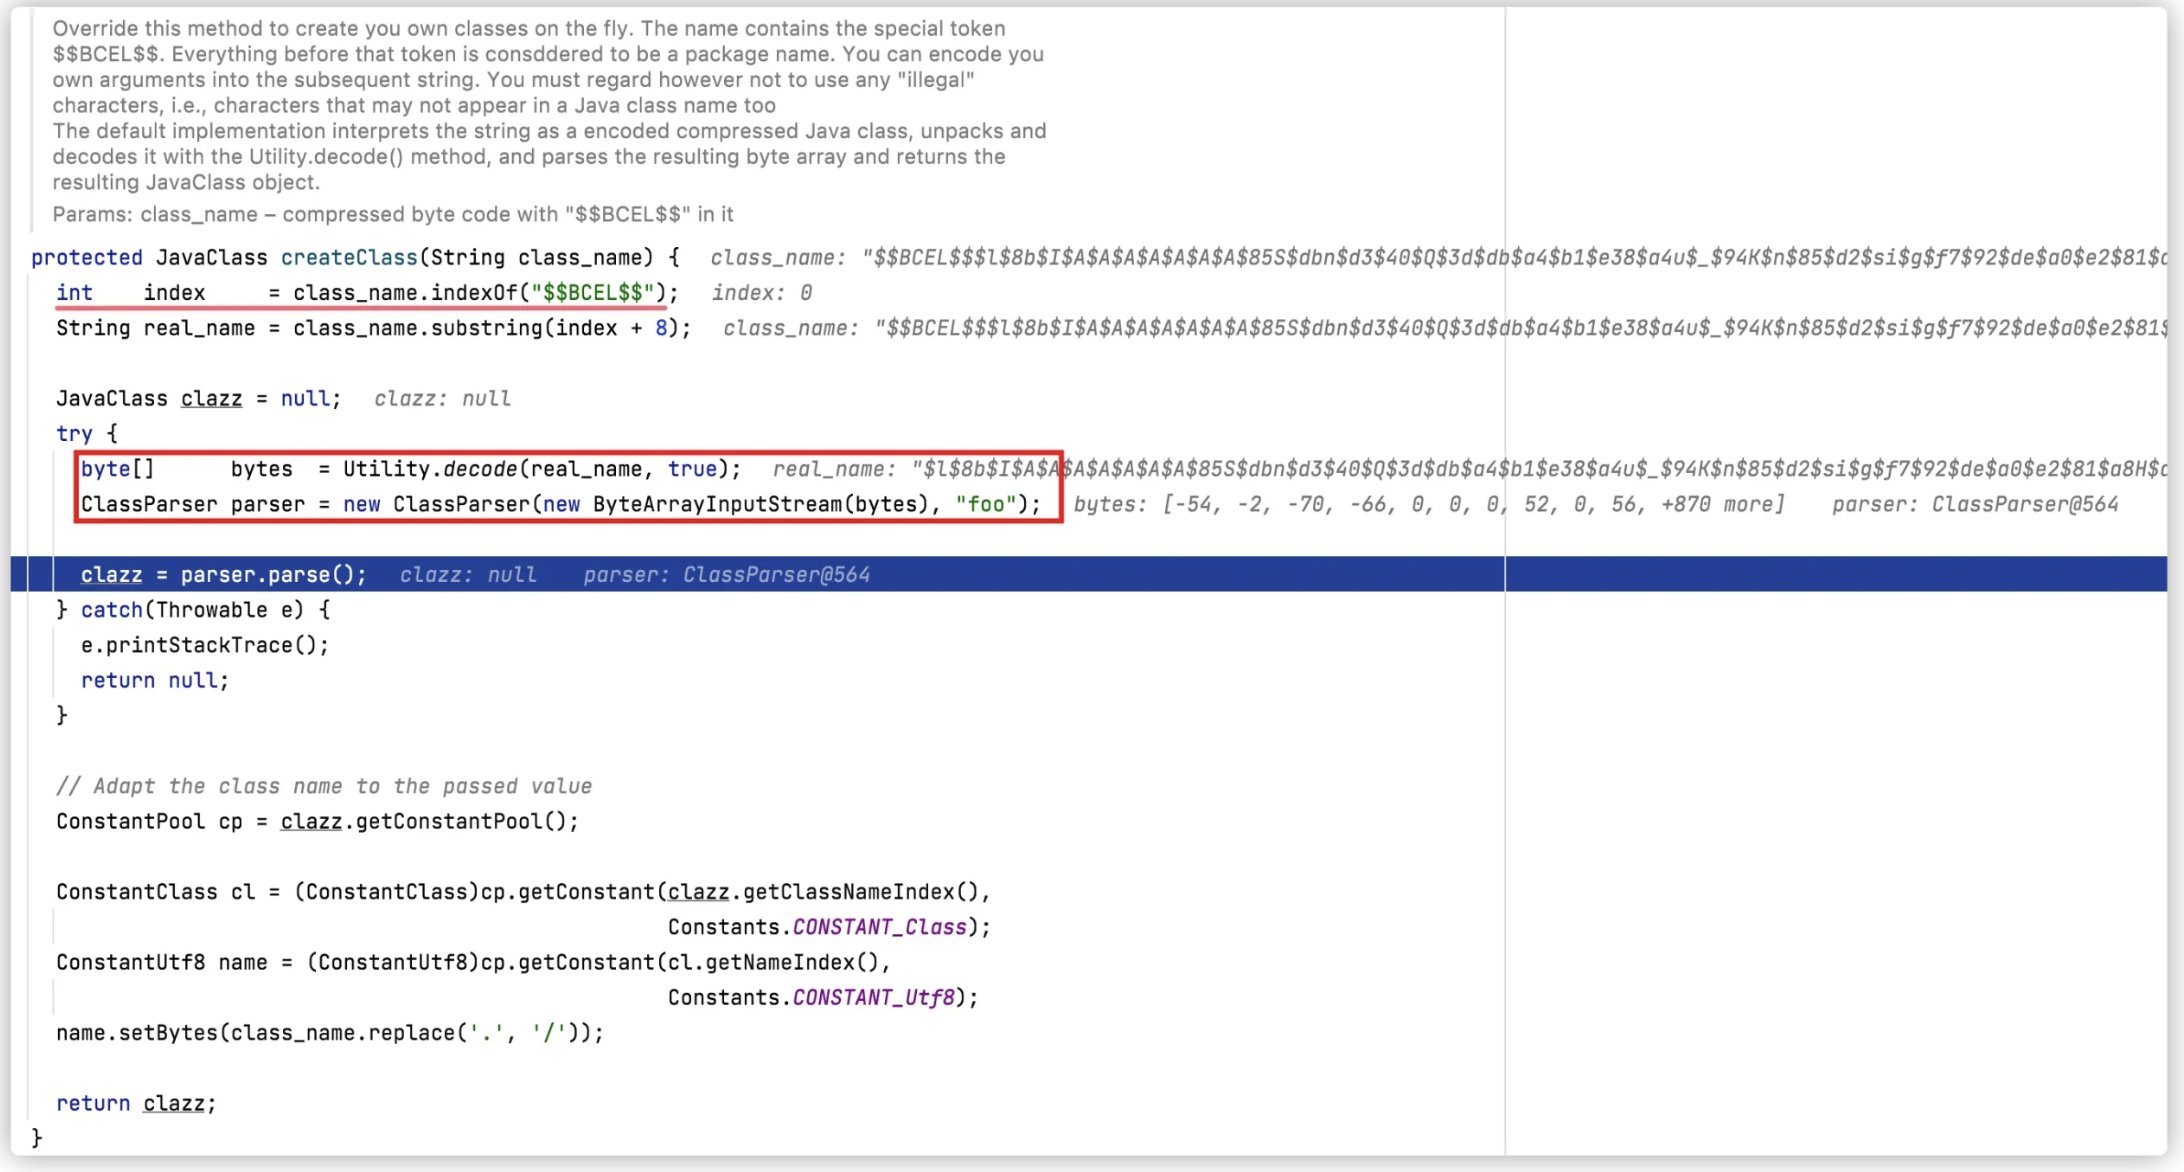 Override this method to create you own classes on the fly. The name contains the special token
$$BCEL$$. Everything before that token is consddered to be a package name. You can encode you
own arguments into the subsequent string. You must regard however not to use any "illegal"
characters, i.e., characters that may not appear in a Java class name too
The default implementation interprets the string as a encoded compressed Java class, unpacks and
decodes it with the Utility.decode() method, and parses the resulting byte array and returns the
resulting JavaClass object.
Params: class_name – compressed byte code with "$$BCEL$$" in it
protected JavaClass createClass(String class_name) {   class_name: "$$BCEL$$$l$8b$I$A$A$A$A$A$A$A$85S$dbn$d3$40$Q$3d$db$a4$b1$e38$a4u$_$94K$n$85$d2$si$g$f7$92$de$a0$e2$81$
int    index     = class_name.indexOf("$$BCEL$$");   index: 0
String real_name = class_name.substring(index + 8);   class_name: "$$BCEL$$$l$8b$I$A$A$A$A$A$A$A$85S$dbn$d3$40$Q$3d$db$a4$b1$e38$a4u$_$94K$n$85$d2$si$g$f7$92$de$a0$e2$81$
JavaClass clazz = null;   clazz: null
try {
byte[]      bytes  = Utility.decode(real_name, true);   real_name: "$l$8b$I$A$A$A$A$A$A$A$85S$dbn$d3$40$Q$3d$db$a4$b1$e38$a4u$_$94K$n$85$d2$si$g$f7$92$de$a0$e2$81$a8H$
ClassParser parser = new ClassParser(new ByteArrayInputStream(bytes), "foo");   bytes: [-54, -2, -70, -66, 0, 0, 0, 52, 0, 56, +870 more]   parser: ClassParser@564
clazz = parser.parse();   clazz: null   parser: ClassParser@564
} catch(Throwable e) {
e.printStackTrace();
return null;
}
// Adapt the class name to the passed value
ConstantPool cp = clazz.getConstantPool();
ConstantClass cl = (ConstantClass)cp.getConstant(clazz.getClassNameIndex(),
Constants.CONSTANT_Class);
ConstantUtf8 name = (ConstantUtf8)cp.getConstant(cl.getNameIndex(),
Constants.CONSTANT_Utf8);
name.setBytes(class_name.replace('.', '/'));
return clazz;
}